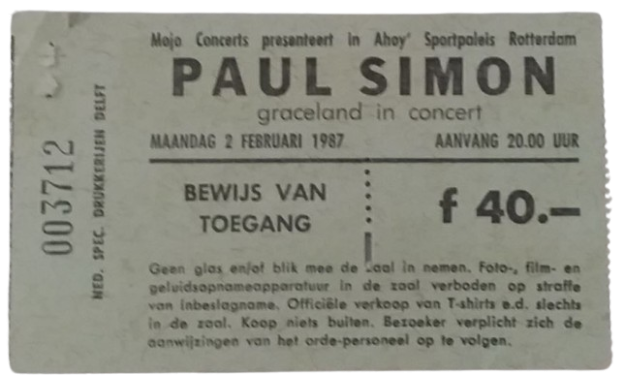 Mojo Concerts presenteert in Ahoy' Sportpaleis Rotterdam
PAUL SIMON
graceland in concert
MAANDAG 2 FEBRUARI 1987 AANVANG 20.00 UUR
BEWIJS VAN
TOEGANG
f 40.–
Geen glas en/of blik mee de zaal in nemen. Foto-, film- en
geluidsopnameapparatuur in de zaal verboden op straffe
van inbeslagname. Officiële verkoop van T-shirts e.d. slechts
in de zaal. Koop niets buiten. Bezoeker verplicht zich de
aanwijzingen van het orde-personeel op te volgen.
003712
NED. SPEC. DRUKKERIJEN DELFT